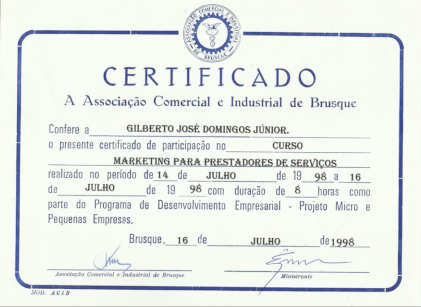 ASSOCIAÇÃO COMERCIAL E INDUSTRIAL
DE BRUSQUE
CERTIFICADO
A Associação Comercial e Industrial de Brusque
Confere a GILBERTO JOSÉ DOMINGOS JÚNIOR.
o presente certificado de participação no CURSO
MARKETING PARA PRESTADORES DE SERVIÇOS
realizado no período de 14 de JULHO de 19 98 a 16
de JULHO de 19 98 com duração de 8 horas como
parte do Programa de Desenvolvimento Empresarial - Projeto Micro e
Pequenas Empresas.
Brusque, 16 de JULHO de 1998
Associação Comercial e Industrial de Brusque Ministrante
MOD. ACIB